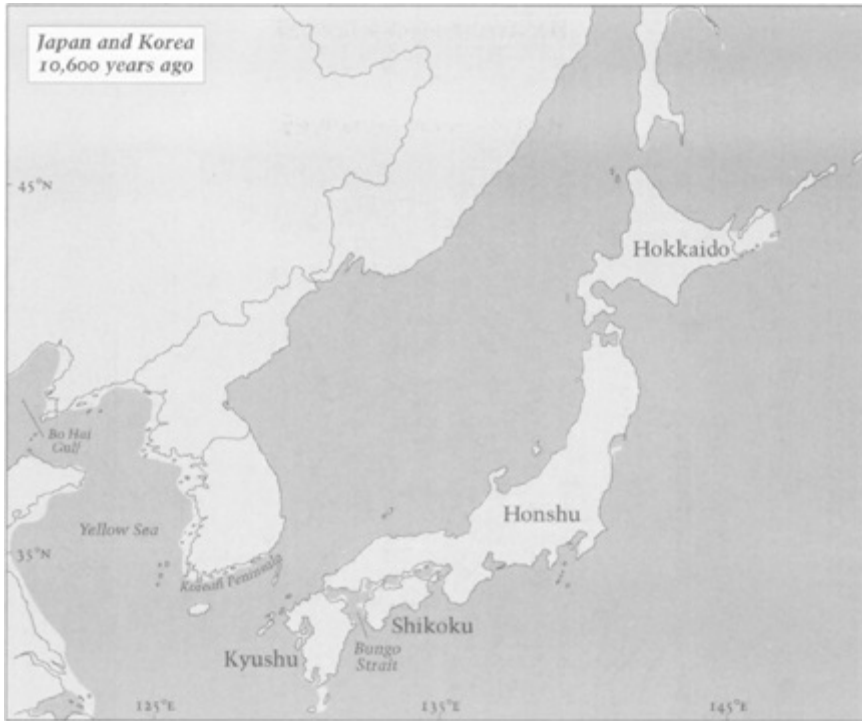 Japan and Korea
10,600 years ago
45°N
Hokkaido
Bo Hai
Gulf
Yellow Sea
Honshu
35°N
Korean Peninsula
Shikoku
Kyushu
Bungo
Strait
125°E
135°E
145°E